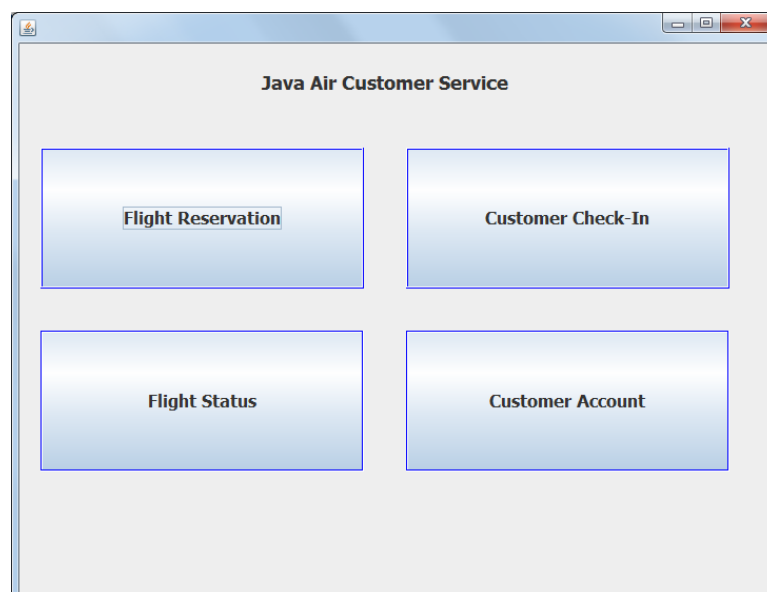 Java Air Customer Service
Flight Reservation
Customer Check-In
Flight Status
Customer Account